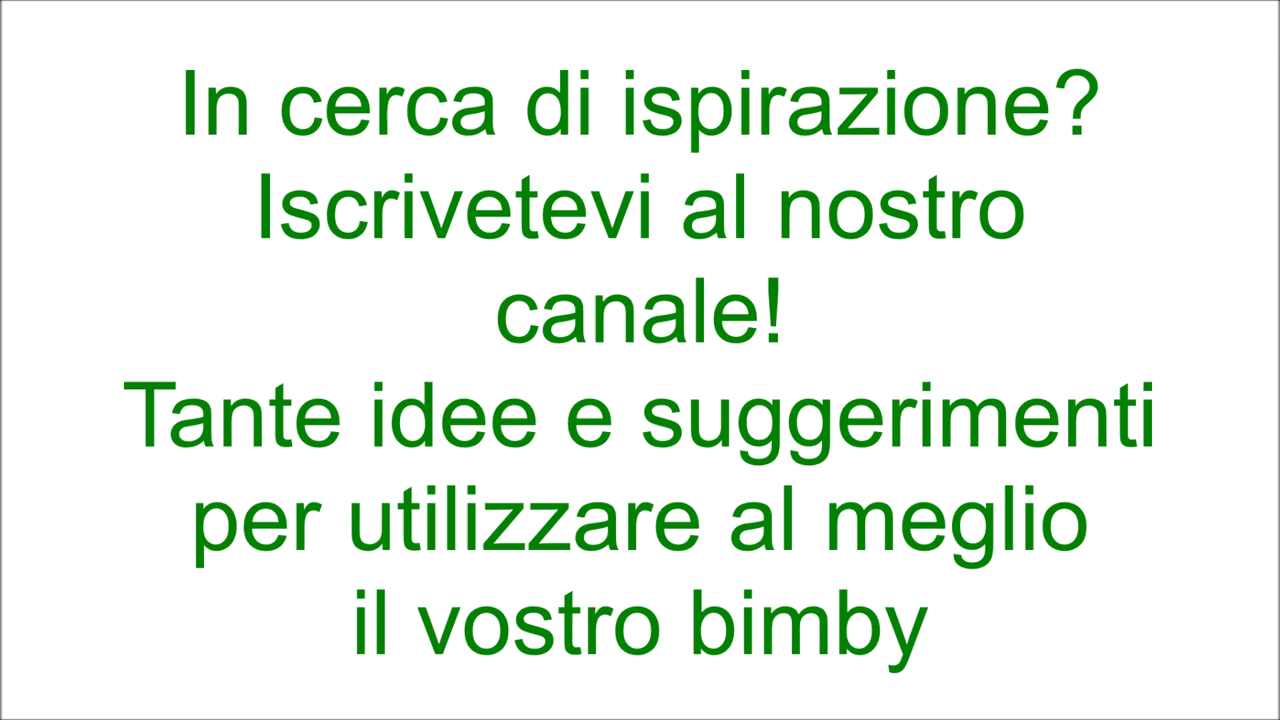 In cerca di ispirazione?
Iscrivetevi al nostro
canale!
Tante idee e suggerimenti
per utilizzare al meglio
il vostro bimby